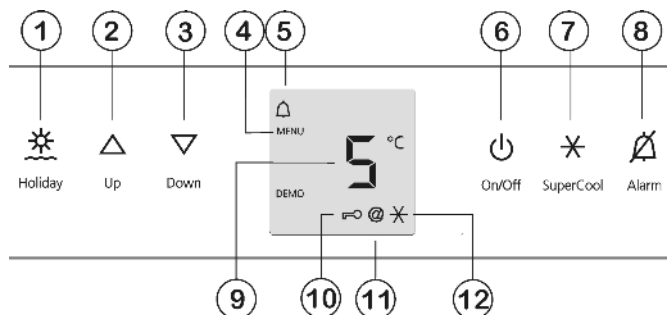 1 2 3 4 5 6 7 8
MENU
5 °C
Holiday Up Down On/Off SuperCool Alarm
DEMO
@
9 10 11 12